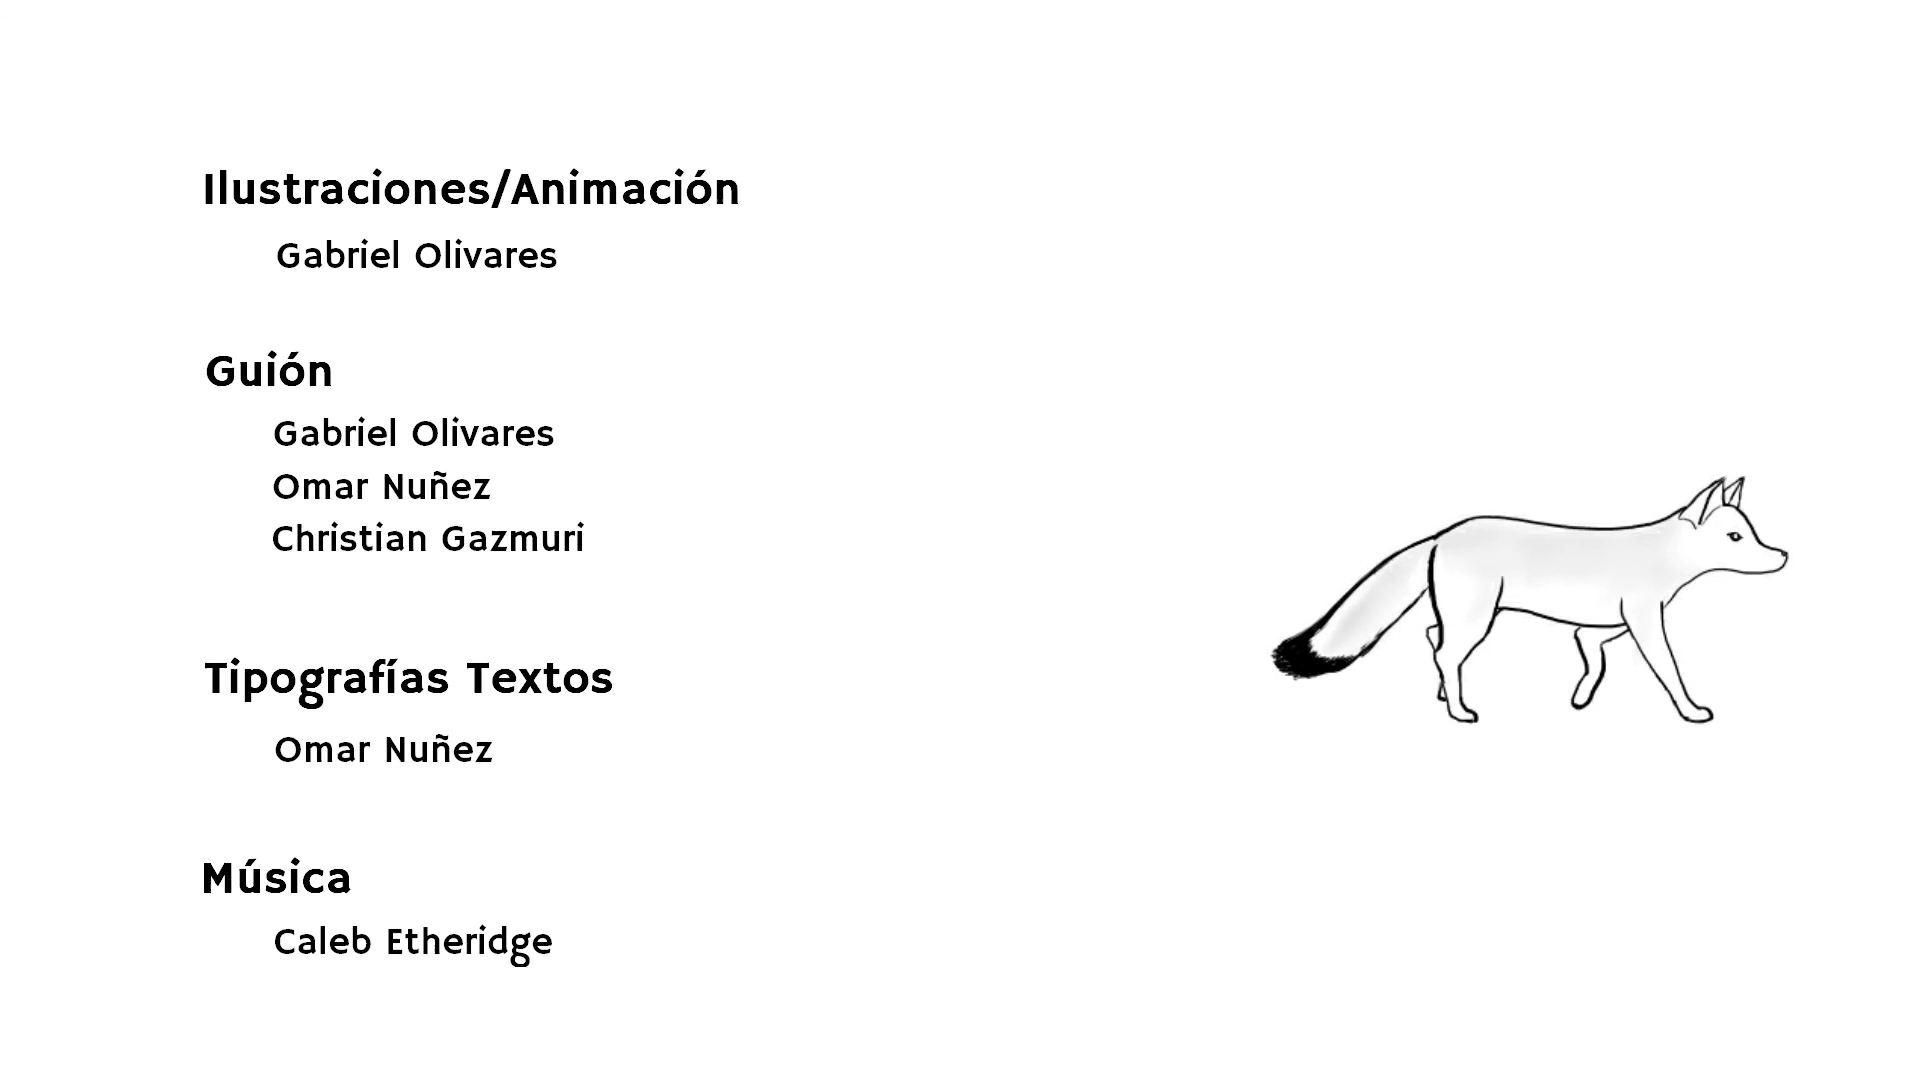 Ilustraciones/Animación
Gabriel Olivares
Guión
Gabriel Olivares
Omar Nuñez
Christian Gazmuri
Tipografías Textos
Omar Nuñez
Música
Caleb Etheridge